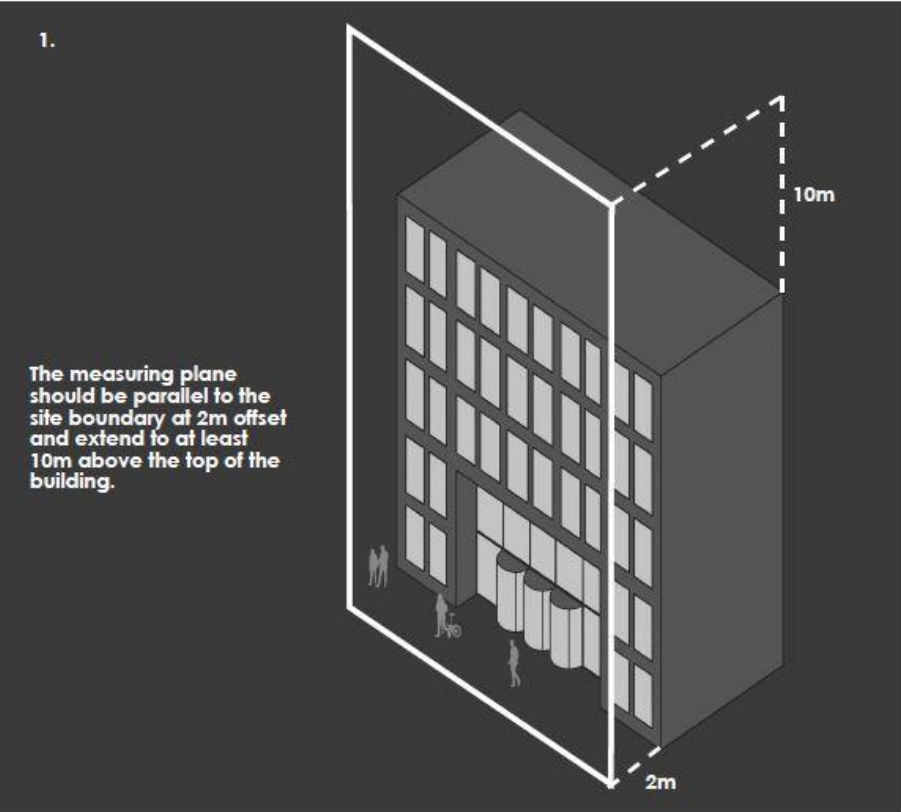 1.
10m
The measuring plane
should be parallel to the
site boundary at 2m offset
and extend to at least
10m above the top of the
building.
2m